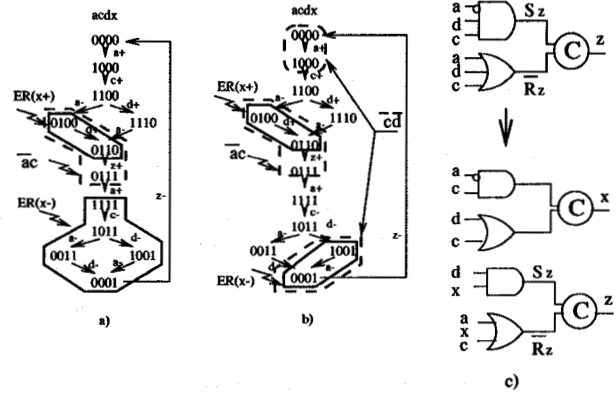 acdx
0000
a+
1000
c+
1100
ER(x+)
a-
d+
0100
1110
d+
a-
0110
z+
ac
0111
a+
ER(x-)
1111
c-
1011
a-
d-
0011
1001
d-
a-
0001
z-
a)
acdx
0000
a+
1000
c+
1100
ER(x+)
a-
d+
0100
1110
d+
a-
0110
cd
z+
ac
0111
a+
1111
c-
1011
a-
d-
0011
1001
d-
a-
ER(x-)
0001
z-
b)
a
d
c
Sz
C
z
a
d
c
Rz
a
c
C
x
d
c
d
x
Sz
C
z
a
x
c
Rz
c)